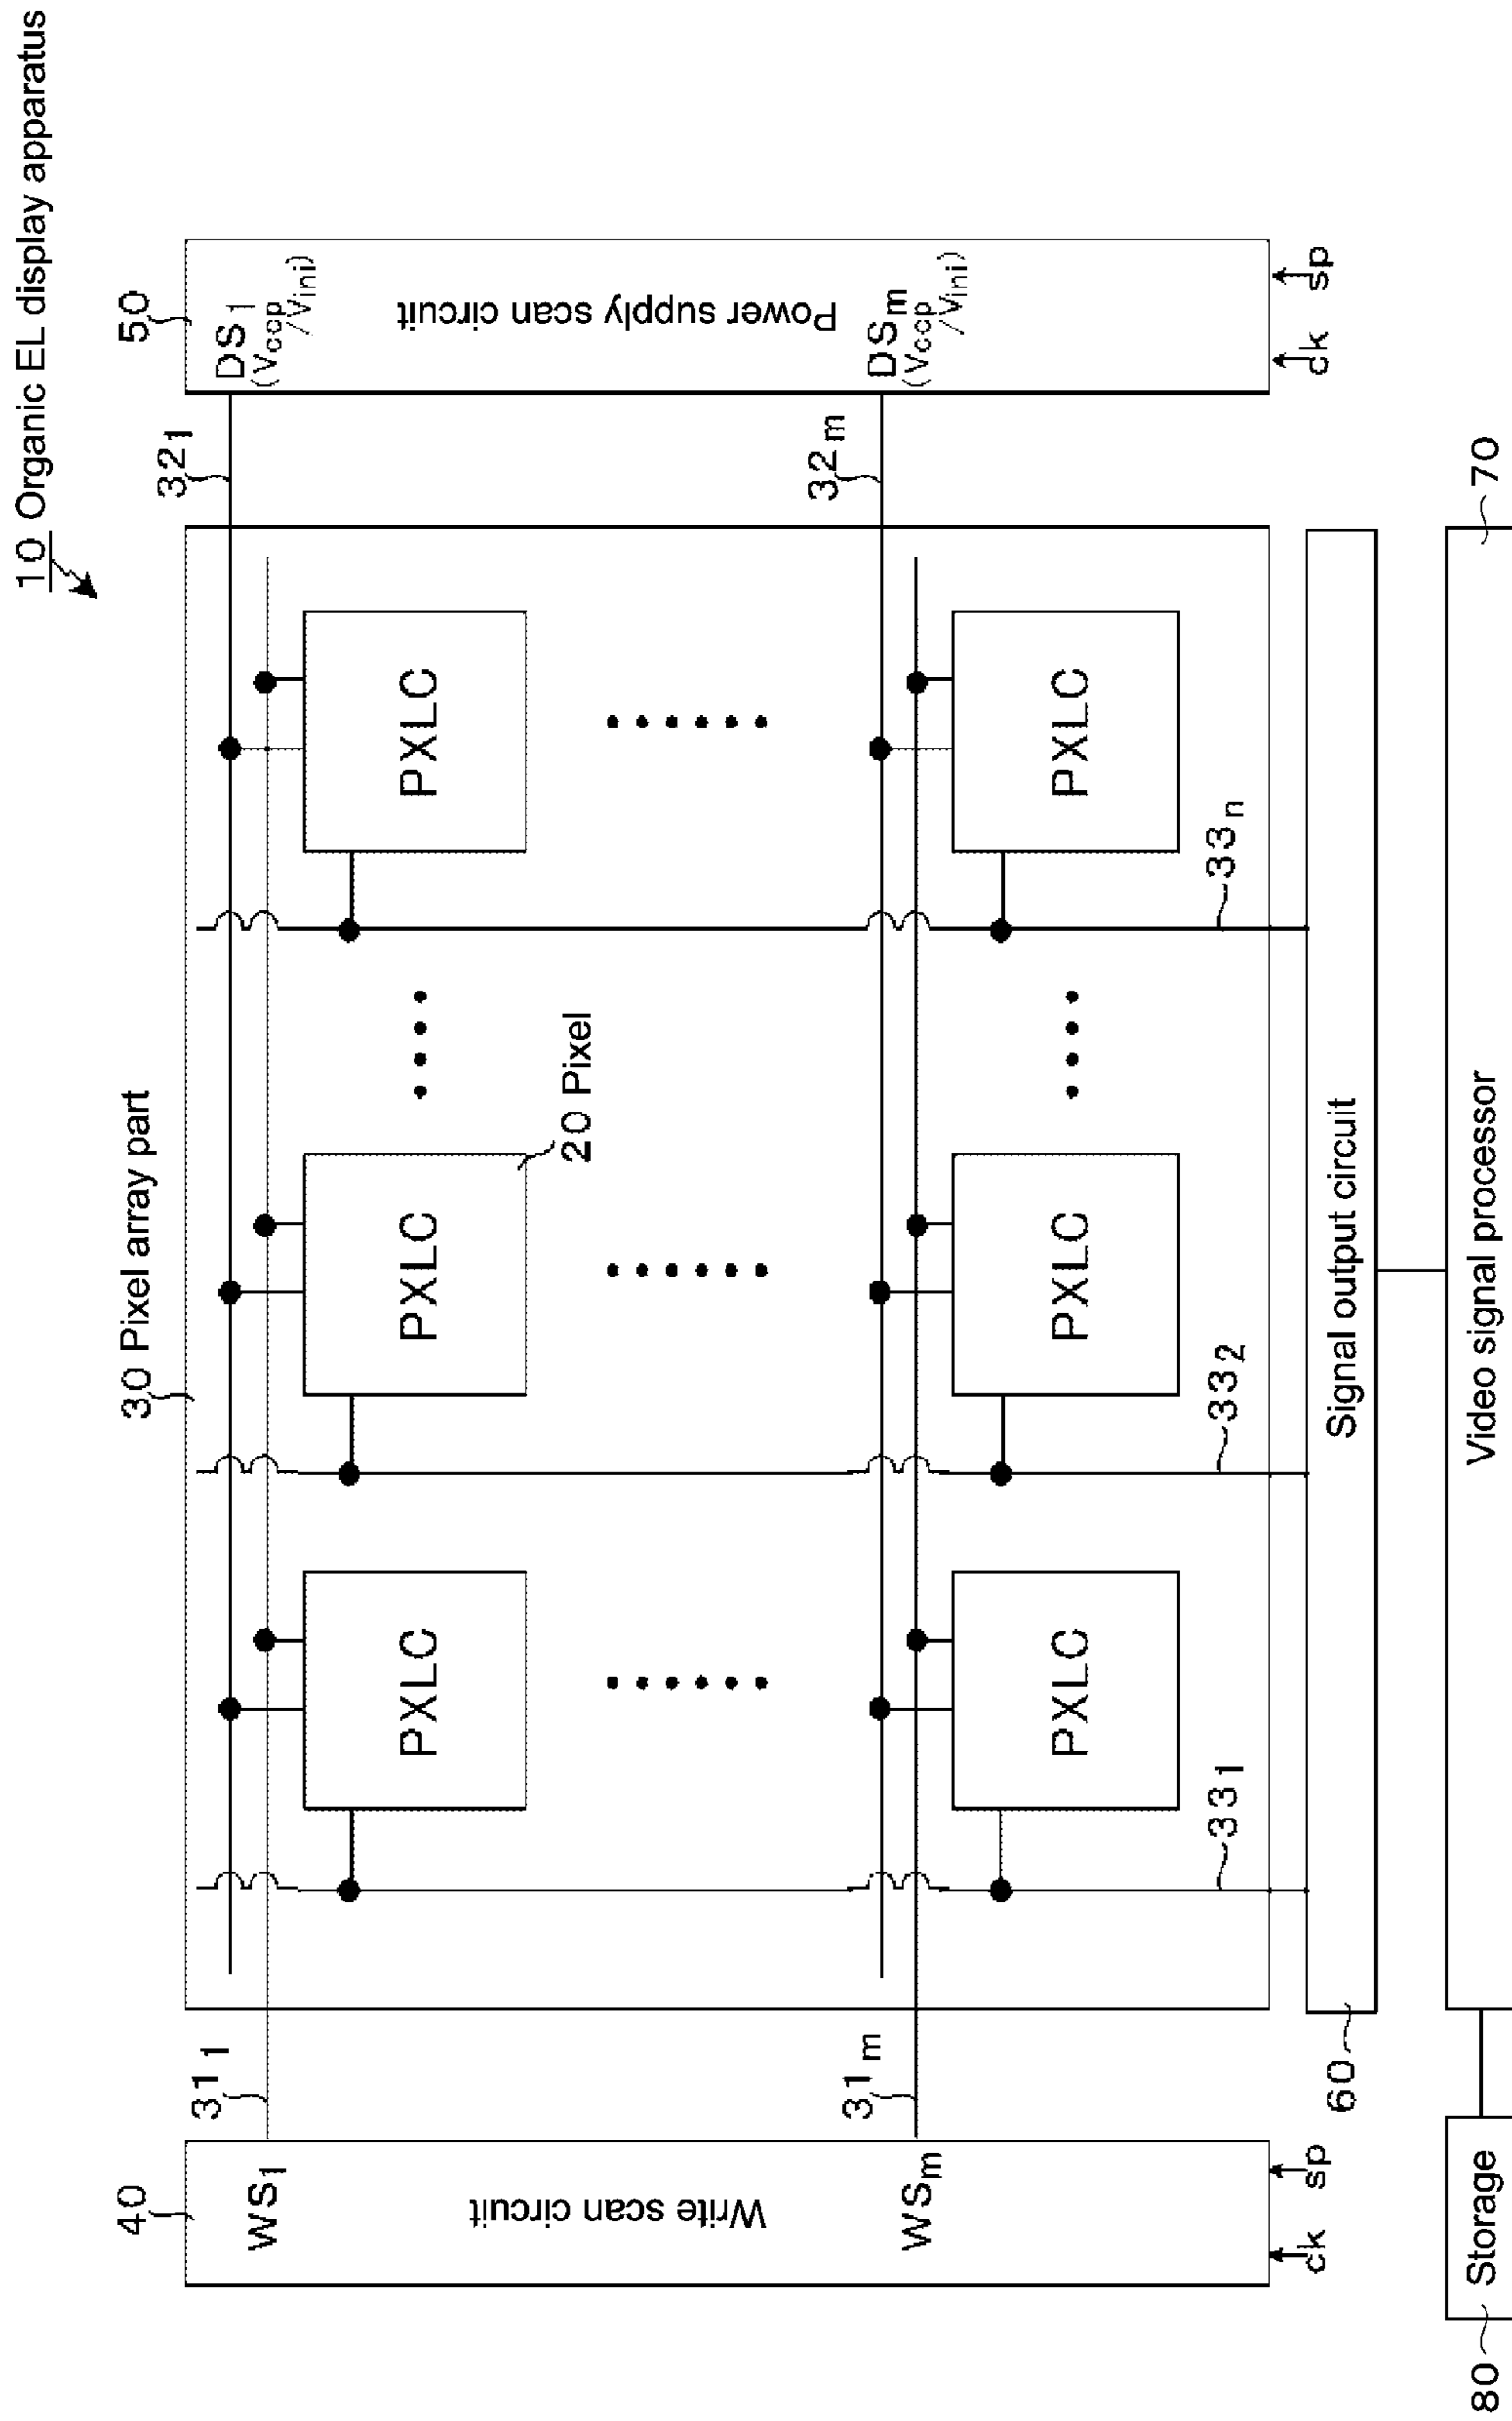 10 Organic EL display apparatus
30 Pixel array part
40
50
31₁
32₁
WS₁
DS₁
(Vccp
/Vini)
PXLC
PXLC
PXLC
20 Pixel
Write scan circuit
Power supply scan circuit
31m
32m
WSm
DSm
(Vccp
/Vini)
PXLC
PXLC
PXLC
33₁
33₂
33n
ck
sp
ck
sp
60
Signal output circuit
80
Storage
Video signal processor
70